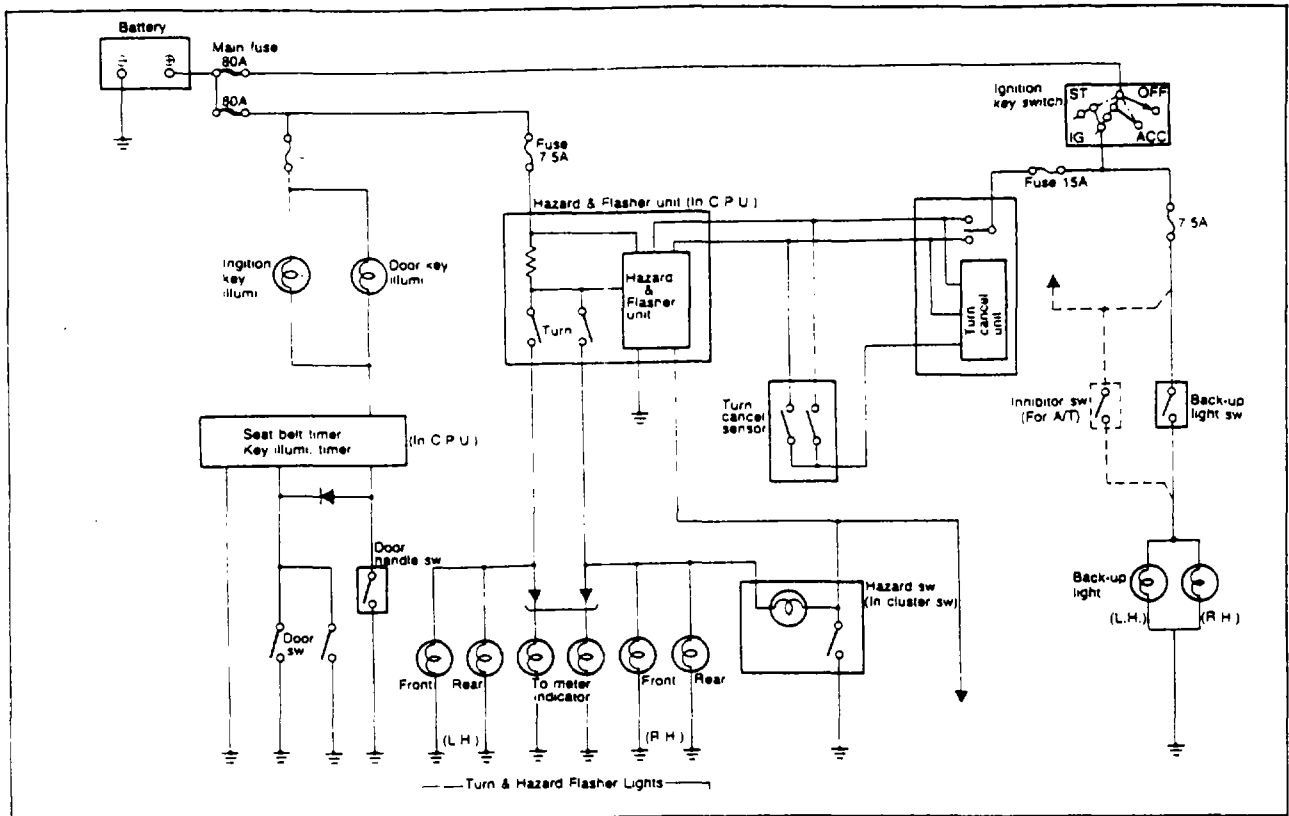 Battery
Main fuse
80A
80A
Ignition
key switch
ST
OFF
IG
ACC
Fuse
7.5A
Fuse 15A
7.5A
Hazard & Flasher unit (In C.P.U.)
Ingition
key
illumi
Door key
illumi
Hazard
&
Flasher
unit
Turn
Turn
cancel
unit
Turn
cancel
sensor
Inhibitor sw
(For A/T)
Back-up
light sw
Seat belt timer
Key illumi. timer
(In C.P.U.)
Door
handle sw
Door
sw
Hazard sw
(In cluster sw)
Back-up
light
(L.H.)
(R.H.)
Front
Rear
To meter
indicator
Front
Rear
(L.H.)
(R.H.)
Turn & Hazard Flasher Lights